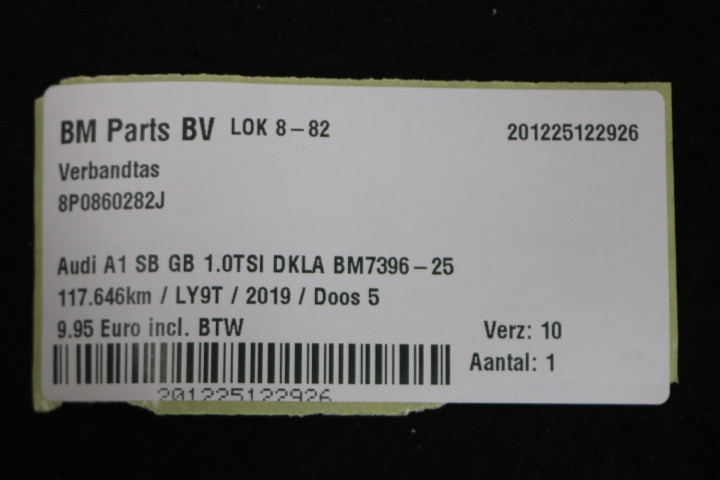 BM Parts BV LOK 8-82 201225122926
Verbandtas
8P0860282J
Audi A1 SB GB 1.0TSI DKLA BM7396-25
117.646km / LY9T / 2019 / Doos 5
9.95 Euro incl. BTW Verz: 10
Aantal: 1
201225122926